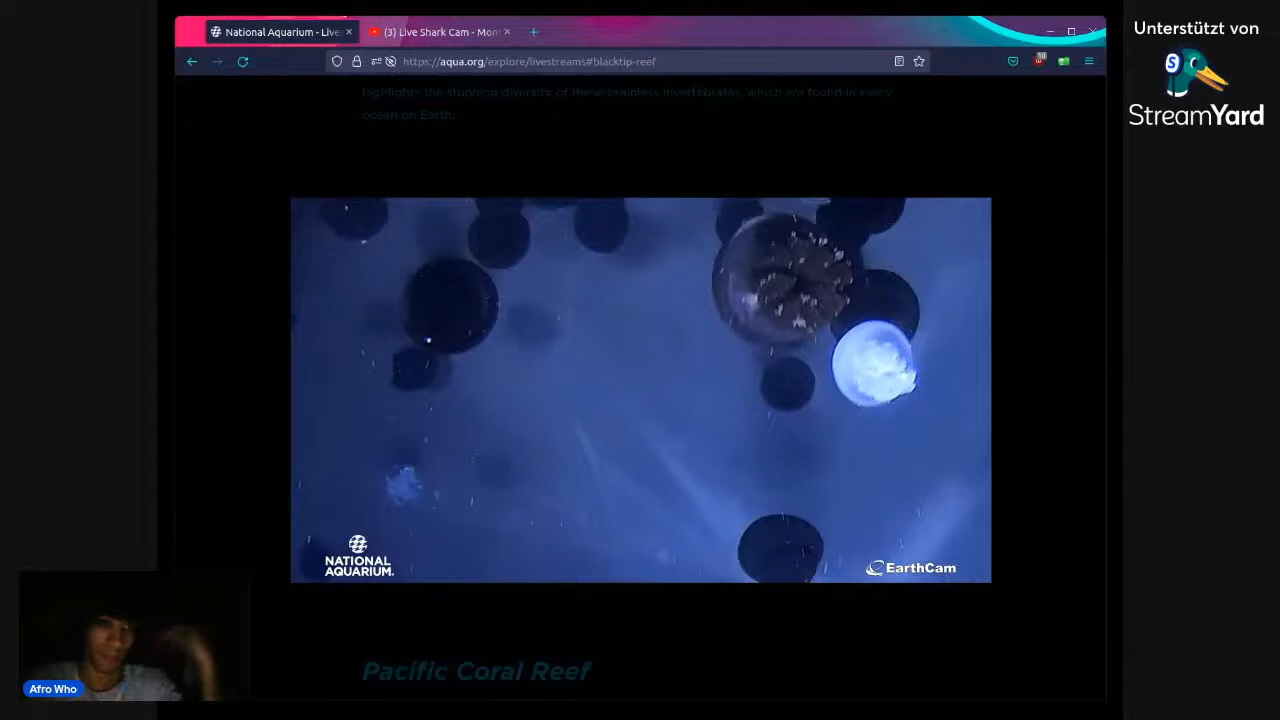 National Aquarium - Live
(3) Live Shark Cam - Mont
https://aqua.org/explore/livestreams#blacktip-reef
highlights the stunning diversity of these brainless invertebrates, which are found in every
ocean on Earth.
NATIONAL
AQUARIUM.
EarthCam
Pacific Coral Reef
Afro Who
Unterstützt von
StreamYard